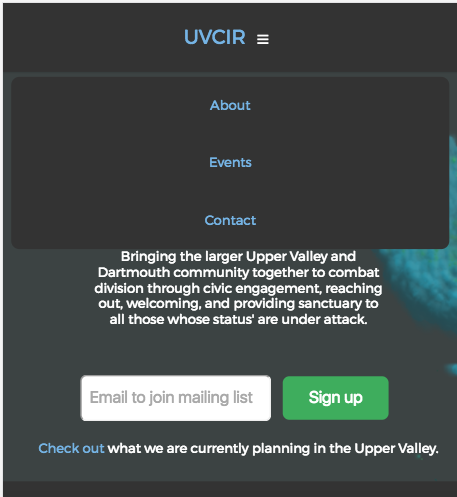 UVCIR
About
Events
Contact
Bringing the larger Upper Valley and
Dartmouth community together to combat
division through civic engagement, reaching
out, welcoming, and providing sanctuary to
all those whose status' are under attack.
Email to join mailing list
Sign up
Check out what we are currently planning in the Upper Valley.